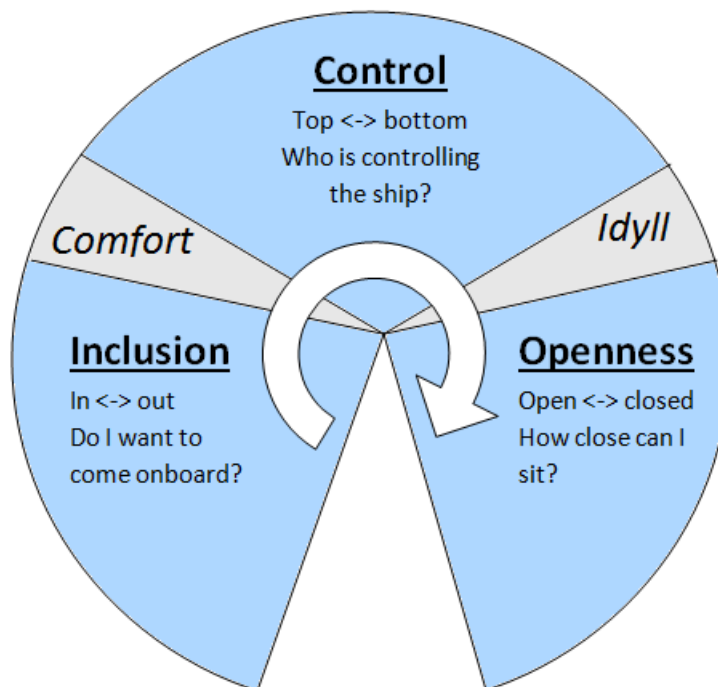 Control
Top <-> bottom
Who is controlling
the ship?
Comfort
Idyll
Inclusion
In <-> out
Do I want to
come onboard?
Openness
Open <-> closed
How close can I
sit?